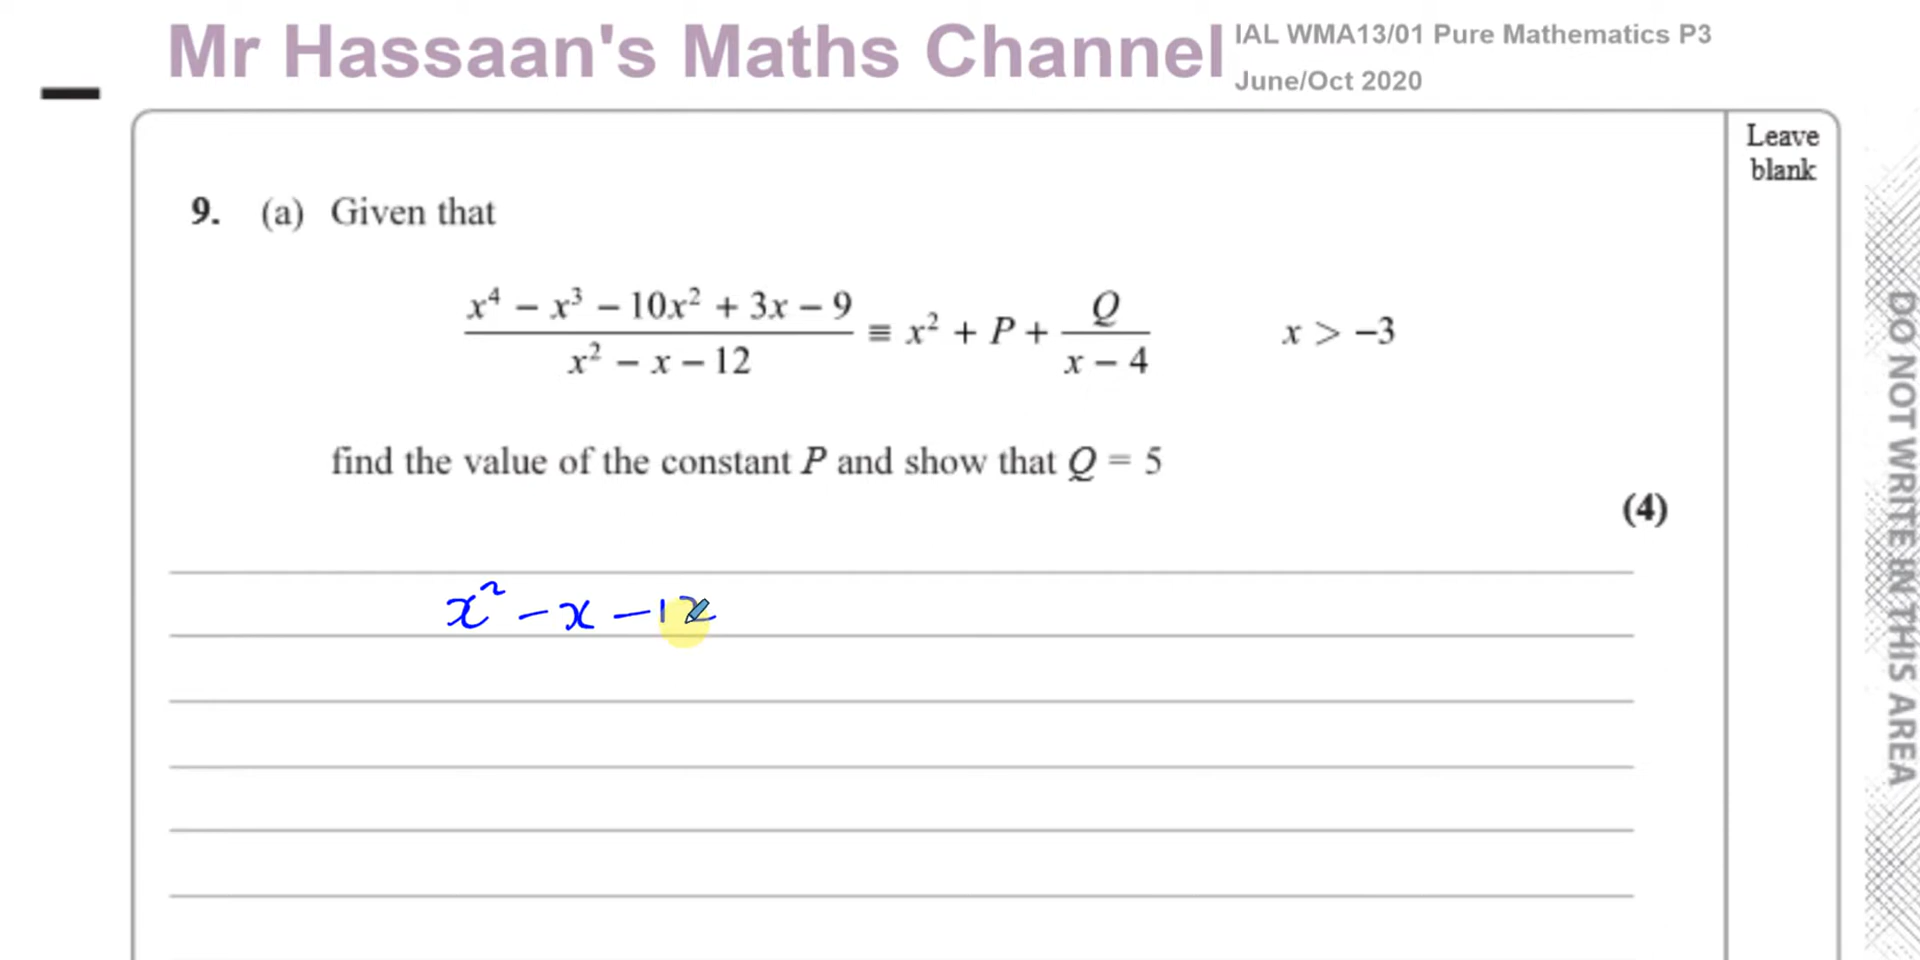 Mr Hassaan's Maths Channel
IAL WMA13/01 Pure Mathematics P3
June/Oct 2020
Leave
blank
9. (a) Given that
x⁴ − x³ − 10x² + 3x − 9
x² − x − 12
≡ x² + P +
Q
x − 4
x > −3
find the value of the constant P and show that Q = 5
(4)
x² − x − 12
DO NOT WRITE IN THIS AREA